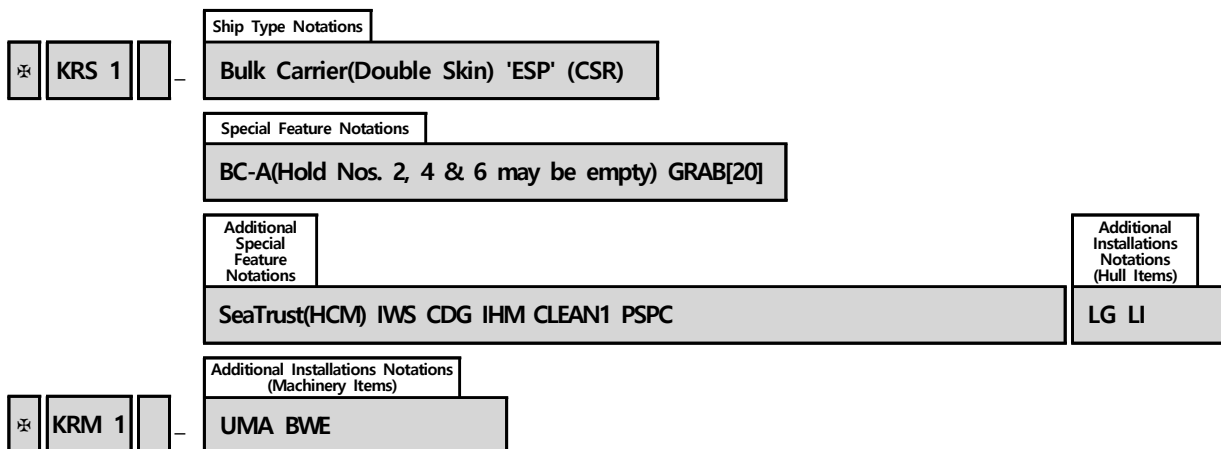 Ship Type Notations
✠ KRS 1 _ Bulk Carrier(Double Skin) 'ESP' (CSR)
Special Feature Notations
BC-A(Hold Nos. 2, 4 & 6 may be empty) GRAB[20]
Additional
Special
Feature
Notations
Additional
Installations
Notations
(Hull Items)
SeaTrust(HCM) IWS CDG IHM CLEAN1 PSPC
LG LI
Additional Installations Notations
(Machinery Items)
✠ KRM 1 _ UMA BWE